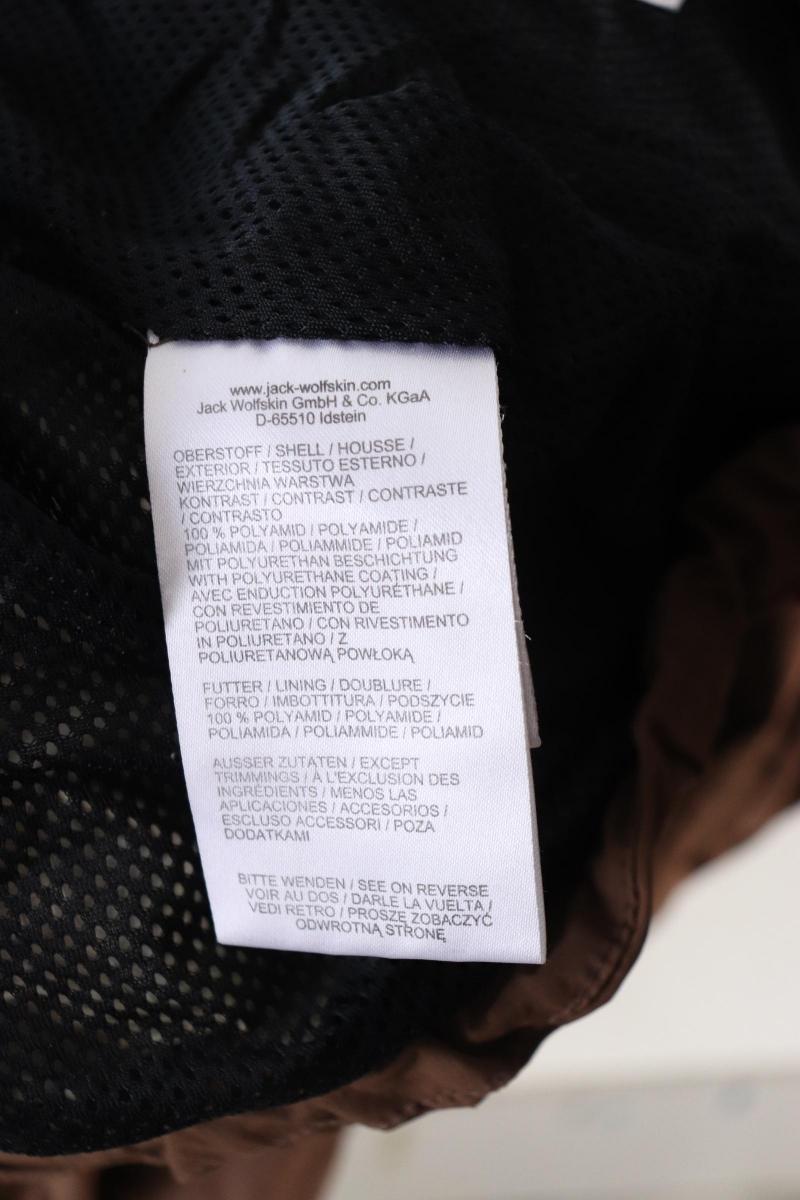 www.jack-wolfskin.com
Jack Wolfskin GmbH & Co. KGaA
D-65510 Idstein
OBERSTOFF / SHELL / HOUSSE /
EXTERIOR / TESSUTO ESTERNO /
WIERZCHNIA WARSTWA
KONTRAST / CONTRAST / CONTRASTE
/ CONTRASTO
100 % POLYAMID / POLYAMIDE /
POLIAMIDA / POLIAMMIDE / POLIAMID
MIT POLYURETHAN BESCHICHTUNG
WITH POLYURETHANE COATING /
AVEC ENDUCTION POLYURÉTHANE /
CON REVESTIMIENTO DE
POLIURETANO / CON RIVESTIMENTO
IN POLIURETANO / Z
POLIURETANOWĄ POWŁOKĄ
FUTTER / LINING / DOUBLURE /
FORRO / IMBOTTITURA / PODSZYCIE
100 % POLYAMID / POLYAMIDE /
POLIAMIDA / POLIAMMIDE / POLIAMID
AUSSER ZUTATEN / EXCEPT
TRIMMINGS / À L'EXCLUSION DES
INGRÉDIENTS / MENOS LAS
APLICACIONES / ACCESORIOS /
ESCLUSO ACCESSORI / POZA
DODATKAMI
BITTE WENDEN / SEE ON REVERSE
VOIR AU DOS / DARLE LA VUELTA /
VEDI RETRO / PROSZĘ ZOBACZYĆ
ODWROTNĄ STRONĘ